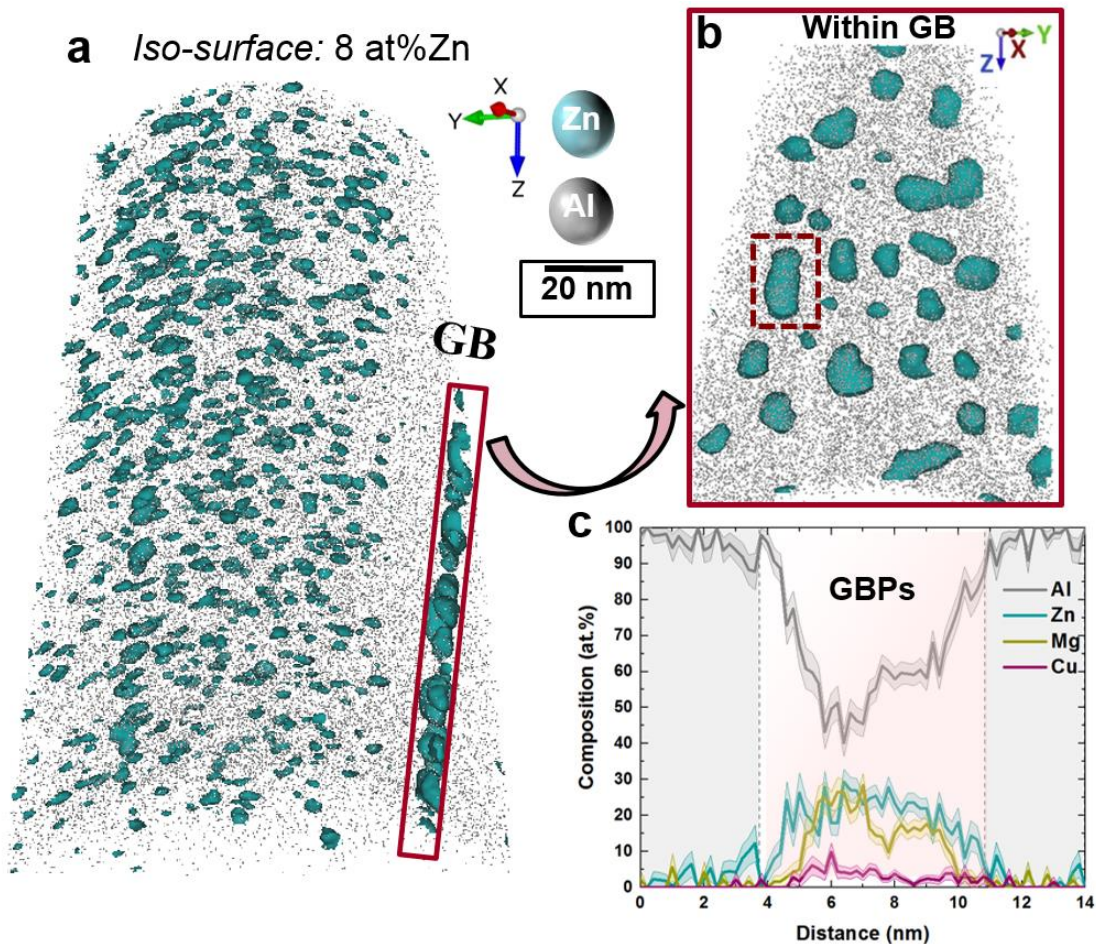 a Iso-surface: 8 at%Zn
X
Y
Z
Zn
Al
20 nm
GB
b Within GB
Z X Y
c
GBPs
Al
Zn
Mg
Cu
100
90
80
70
60
50
40
30
20
10
0
Composition (at %)
0 2 4 6 8 10 12 14
Distance (nm)